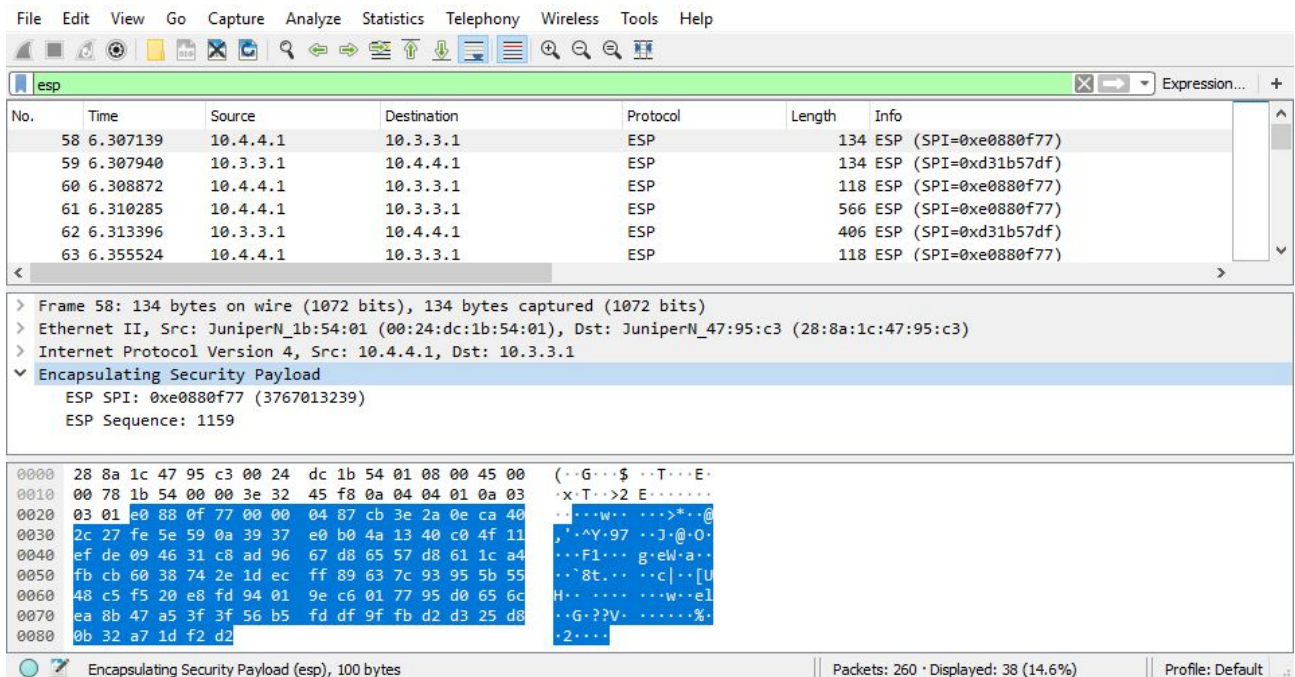 File Edit View Go Capture Analyze Statistics Telephony Wireless Tools Help
esp Expression... +
No. Time Source Destination Protocol Length Info
58 6.307139 10.4.4.1 10.3.3.1 ESP 134 ESP (SPI=0xe0880f77)
59 6.307940 10.3.3.1 10.4.4.1 ESP 134 ESP (SPI=0xd31b57df)
60 6.308872 10.4.4.1 10.3.3.1 ESP 118 ESP (SPI=0xe0880f77)
61 6.310285 10.4.4.1 10.3.3.1 ESP 566 ESP (SPI=0xe0880f77)
62 6.313396 10.3.3.1 10.4.4.1 ESP 406 ESP (SPI=0xd31b57df)
63 6.355524 10.4.4.1 10.3.3.1 ESP 118 ESP (SPI=0xe0880f77)
> Frame 58: 134 bytes on wire (1072 bits), 134 bytes captured (1072 bits)
> Ethernet II, Src: JuniperN_1b:54:01 (00:24:dc:1b:54:01), Dst: JuniperN_47:95:c3 (28:8a:1c:47:95:c3)
> Internet Protocol Version 4, Src: 10.4.4.1, Dst: 10.3.3.1
Encapsulating Security Payload
ESP SPI: 0xe0880f77 (3767013239)
ESP Sequence: 1159
0000 28 8a 1c 47 95 c3 00 24 dc 1b 54 01 08 00 45 00 (··G···$ ··T···E·
0010 00 78 1b 54 00 00 3e 32 45 f8 0a 04 04 01 0a 03 ·x·T··>2 E·······
0020 03 01 e0 88 0f 77 00 00 04 87 cb 3e 2a 0e ca 40 ·····w·· ···>*··@
0030 2c 27 fe 5e 59 0a 39 37 e0 b0 4a 13 40 c0 4f 11 ,'·^Y·97 ··J·@·O·
0040 ef de 09 46 31 c8 ad 96 67 d8 65 57 d8 61 1c a4 ···F1··· g·eW·a··
0050 fb cb 60 38 74 2e 1d ec ff 89 63 7c 93 95 5b 55 ··`8t.·· ··c|··[U
0060 48 c5 f5 20 e8 fd 94 01 9e c6 01 77 95 d0 65 6c H·· ···· ···w··el
0070 ea 8b 47 a5 3f 3f 56 b5 fd df 9f fb d2 d3 25 d8 ··G·??V· ······%·
0080 0b 32 a7 1d f2 d2 ·2····
Encapsulating Security Payload (esp), 100 bytes Packets: 260 · Displayed: 38 (14.6%) Profile: Default